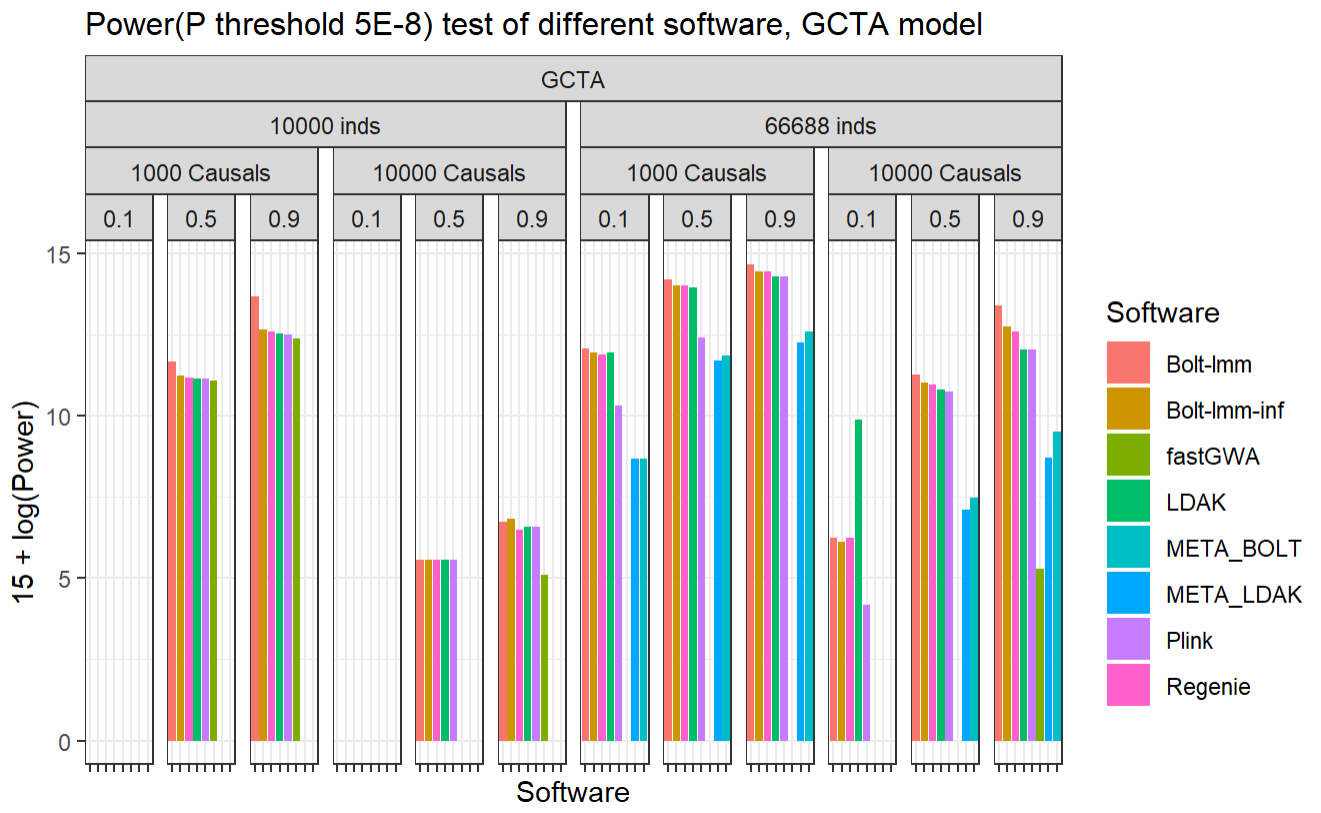 Power(P threshold 5E-8) test of different software, GCTA model
GCTA
10000 inds
66688 inds
1000 Causals
10000 Causals
1000 Causals
10000 Causals
0.1
0.5
0.9
0.1
0.5
0.9
0.1
0.5
0.9
0.1
0.5
0.9
15 + log(Power)
15
10
5
0
Software
Software
Bolt-lmm
Bolt-lmm-inf
fastGWA
LDAK
META_BOLT
META_LDAK
Plink
Regenie